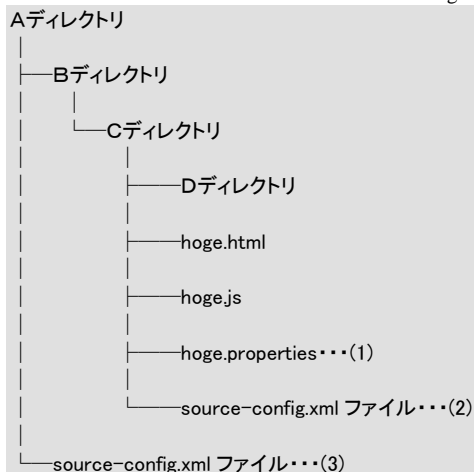 Aディレクトリ
│
├──Bディレクトリ
│ │
│ └──Cディレクトリ
│ │
│ ├───Dディレクトリ
│ │
│ ├───hoge.html
│ │
│ ├───hoge.js
│ │
│ ├───hoge.properties・・・(1)
│ │
│ └───source-config.xml ファイル・・・(2)
│
└──source-config.xml ファイル・・・(3)